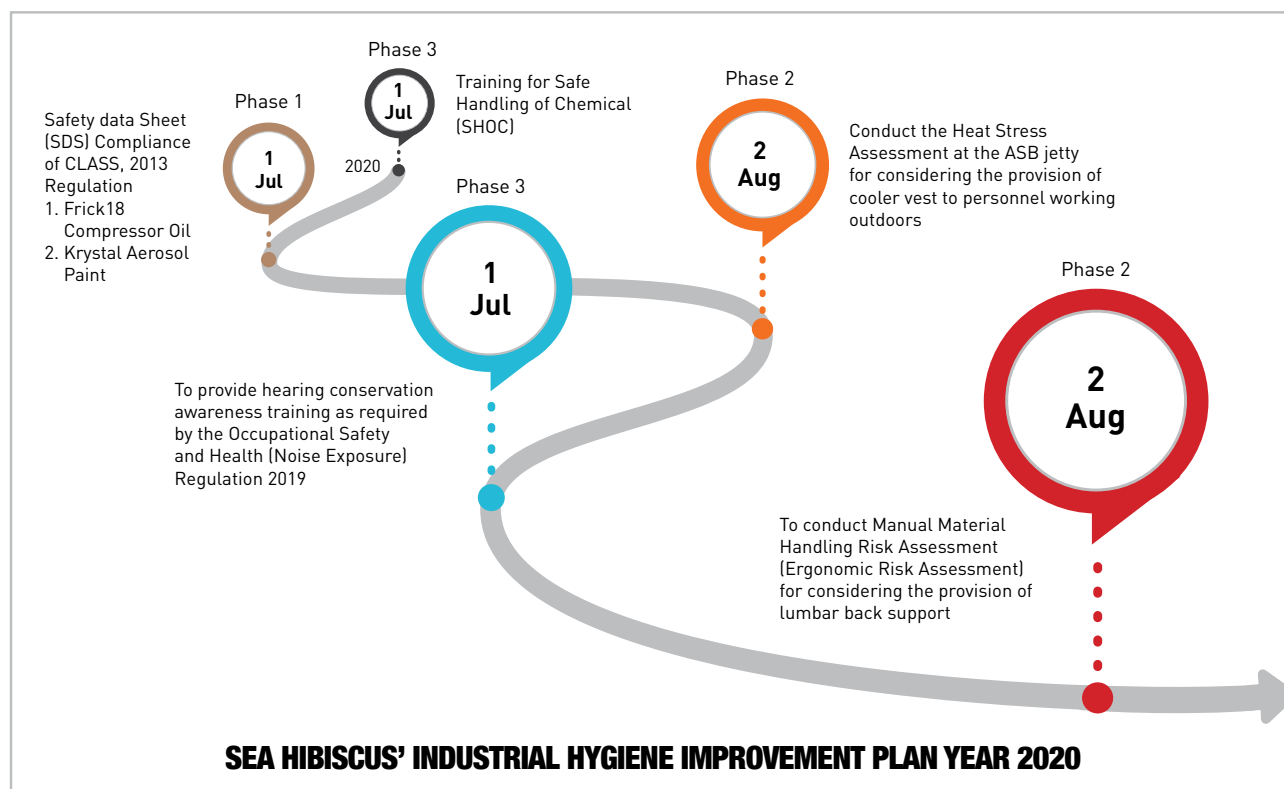 Phase 3
1
Jul
Training for Safe
Handling of Chemical
(SHOC)
2020
Phase 1
1
Jul
Safety data Sheet
(SDS) Compliance
of CLASS, 2013
Regulation
1. Frick18
Compressor Oil
2. Krystal Aerosol
Paint
Phase 2
2
Aug
Conduct the Heat Stress
Assessment at the ASB jetty
for considering the provision of
cooler vest to personnel working
outdoors
Phase 3
1
Jul
To provide hearing conservation
awareness training as required
by the Occupational Safety
and Health (Noise Exposure)
Regulation 2019
Phase 2
2
Aug
To conduct Manual Material
Handling Risk Assessment
(Ergonomic Risk Assessment)
for considering the provision of
lumbar back support
SEA HIBISCUS’ INDUSTRIAL HYGIENE IMPROVEMENT PLAN YEAR 2020